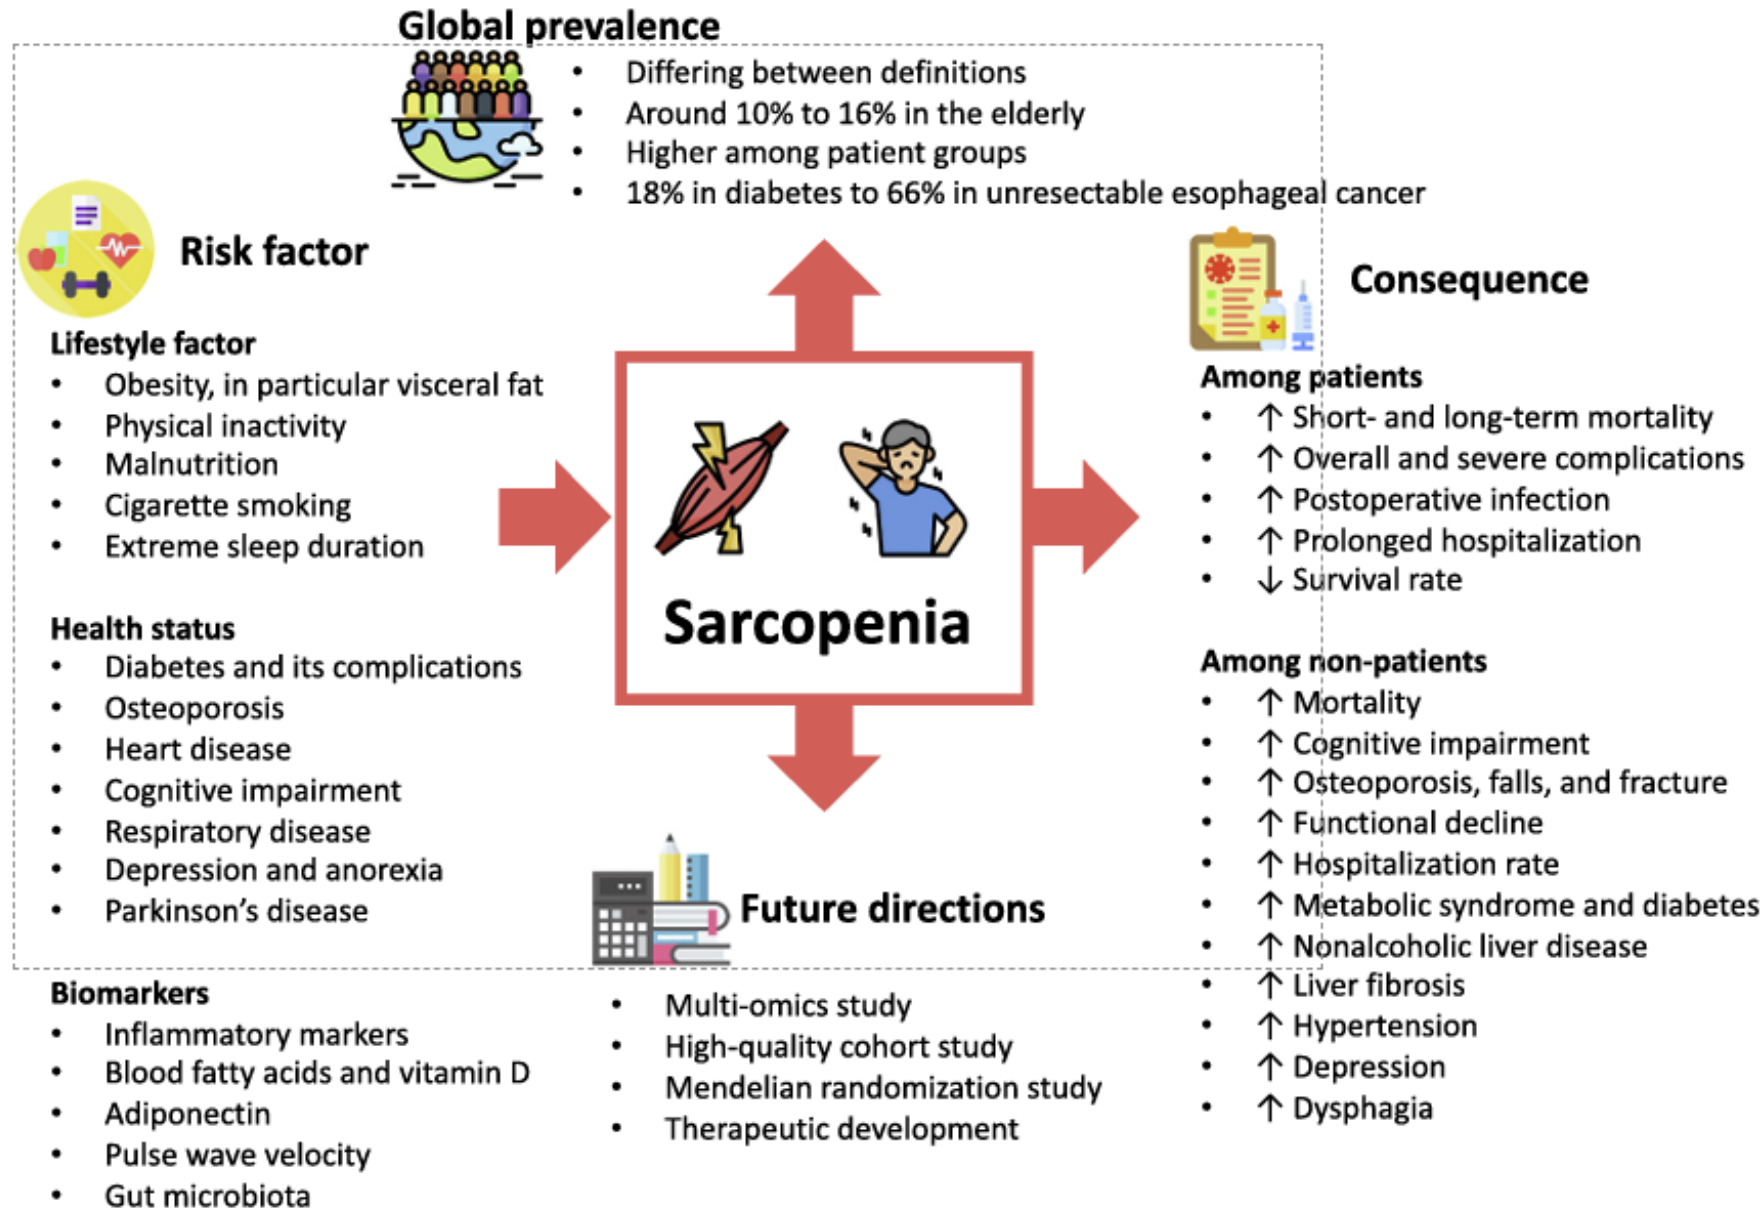 Global prevalence
• Differing between definitions
• Around 10% to 16% in the elderly
• Higher among patient groups
• 18% in diabetes to 66% in unresectable esophageal cancer
Risk factor
Lifestyle factor
• Obesity, in particular visceral fat
• Physical inactivity
• Malnutrition
• Cigarette smoking
• Extreme sleep duration
Health status
• Diabetes and its complications
• Osteoporosis
• Heart disease
• Cognitive impairment
• Respiratory disease
• Depression and anorexia
• Parkinson’s disease
Biomarkers
• Inflammatory markers
• Blood fatty acids and vitamin D
• Adiponectin
• Pulse wave velocity
• Gut microbiota
Sarcopenia
Future directions
• Multi-omics study
• High-quality cohort study
• Mendelian randomization study
• Therapeutic development
Consequence
Among patients
• ↑ Short- and long-term mortality
• ↑ Overall and severe complications
• ↑ Postoperative infection
• ↑ Prolonged hospitalization
• ↓ Survival rate
Among non-patients
• ↑ Mortality
• ↑ Cognitive impairment
• ↑ Osteoporosis, falls, and fracture
• ↑ Functional decline
• ↑ Hospitalization rate
• ↑ Metabolic syndrome and diabetes
• ↑ Nonalcoholic liver disease
• ↑ Liver fibrosis
• ↑ Hypertension
• ↑ Depression
• ↑ Dysphagia